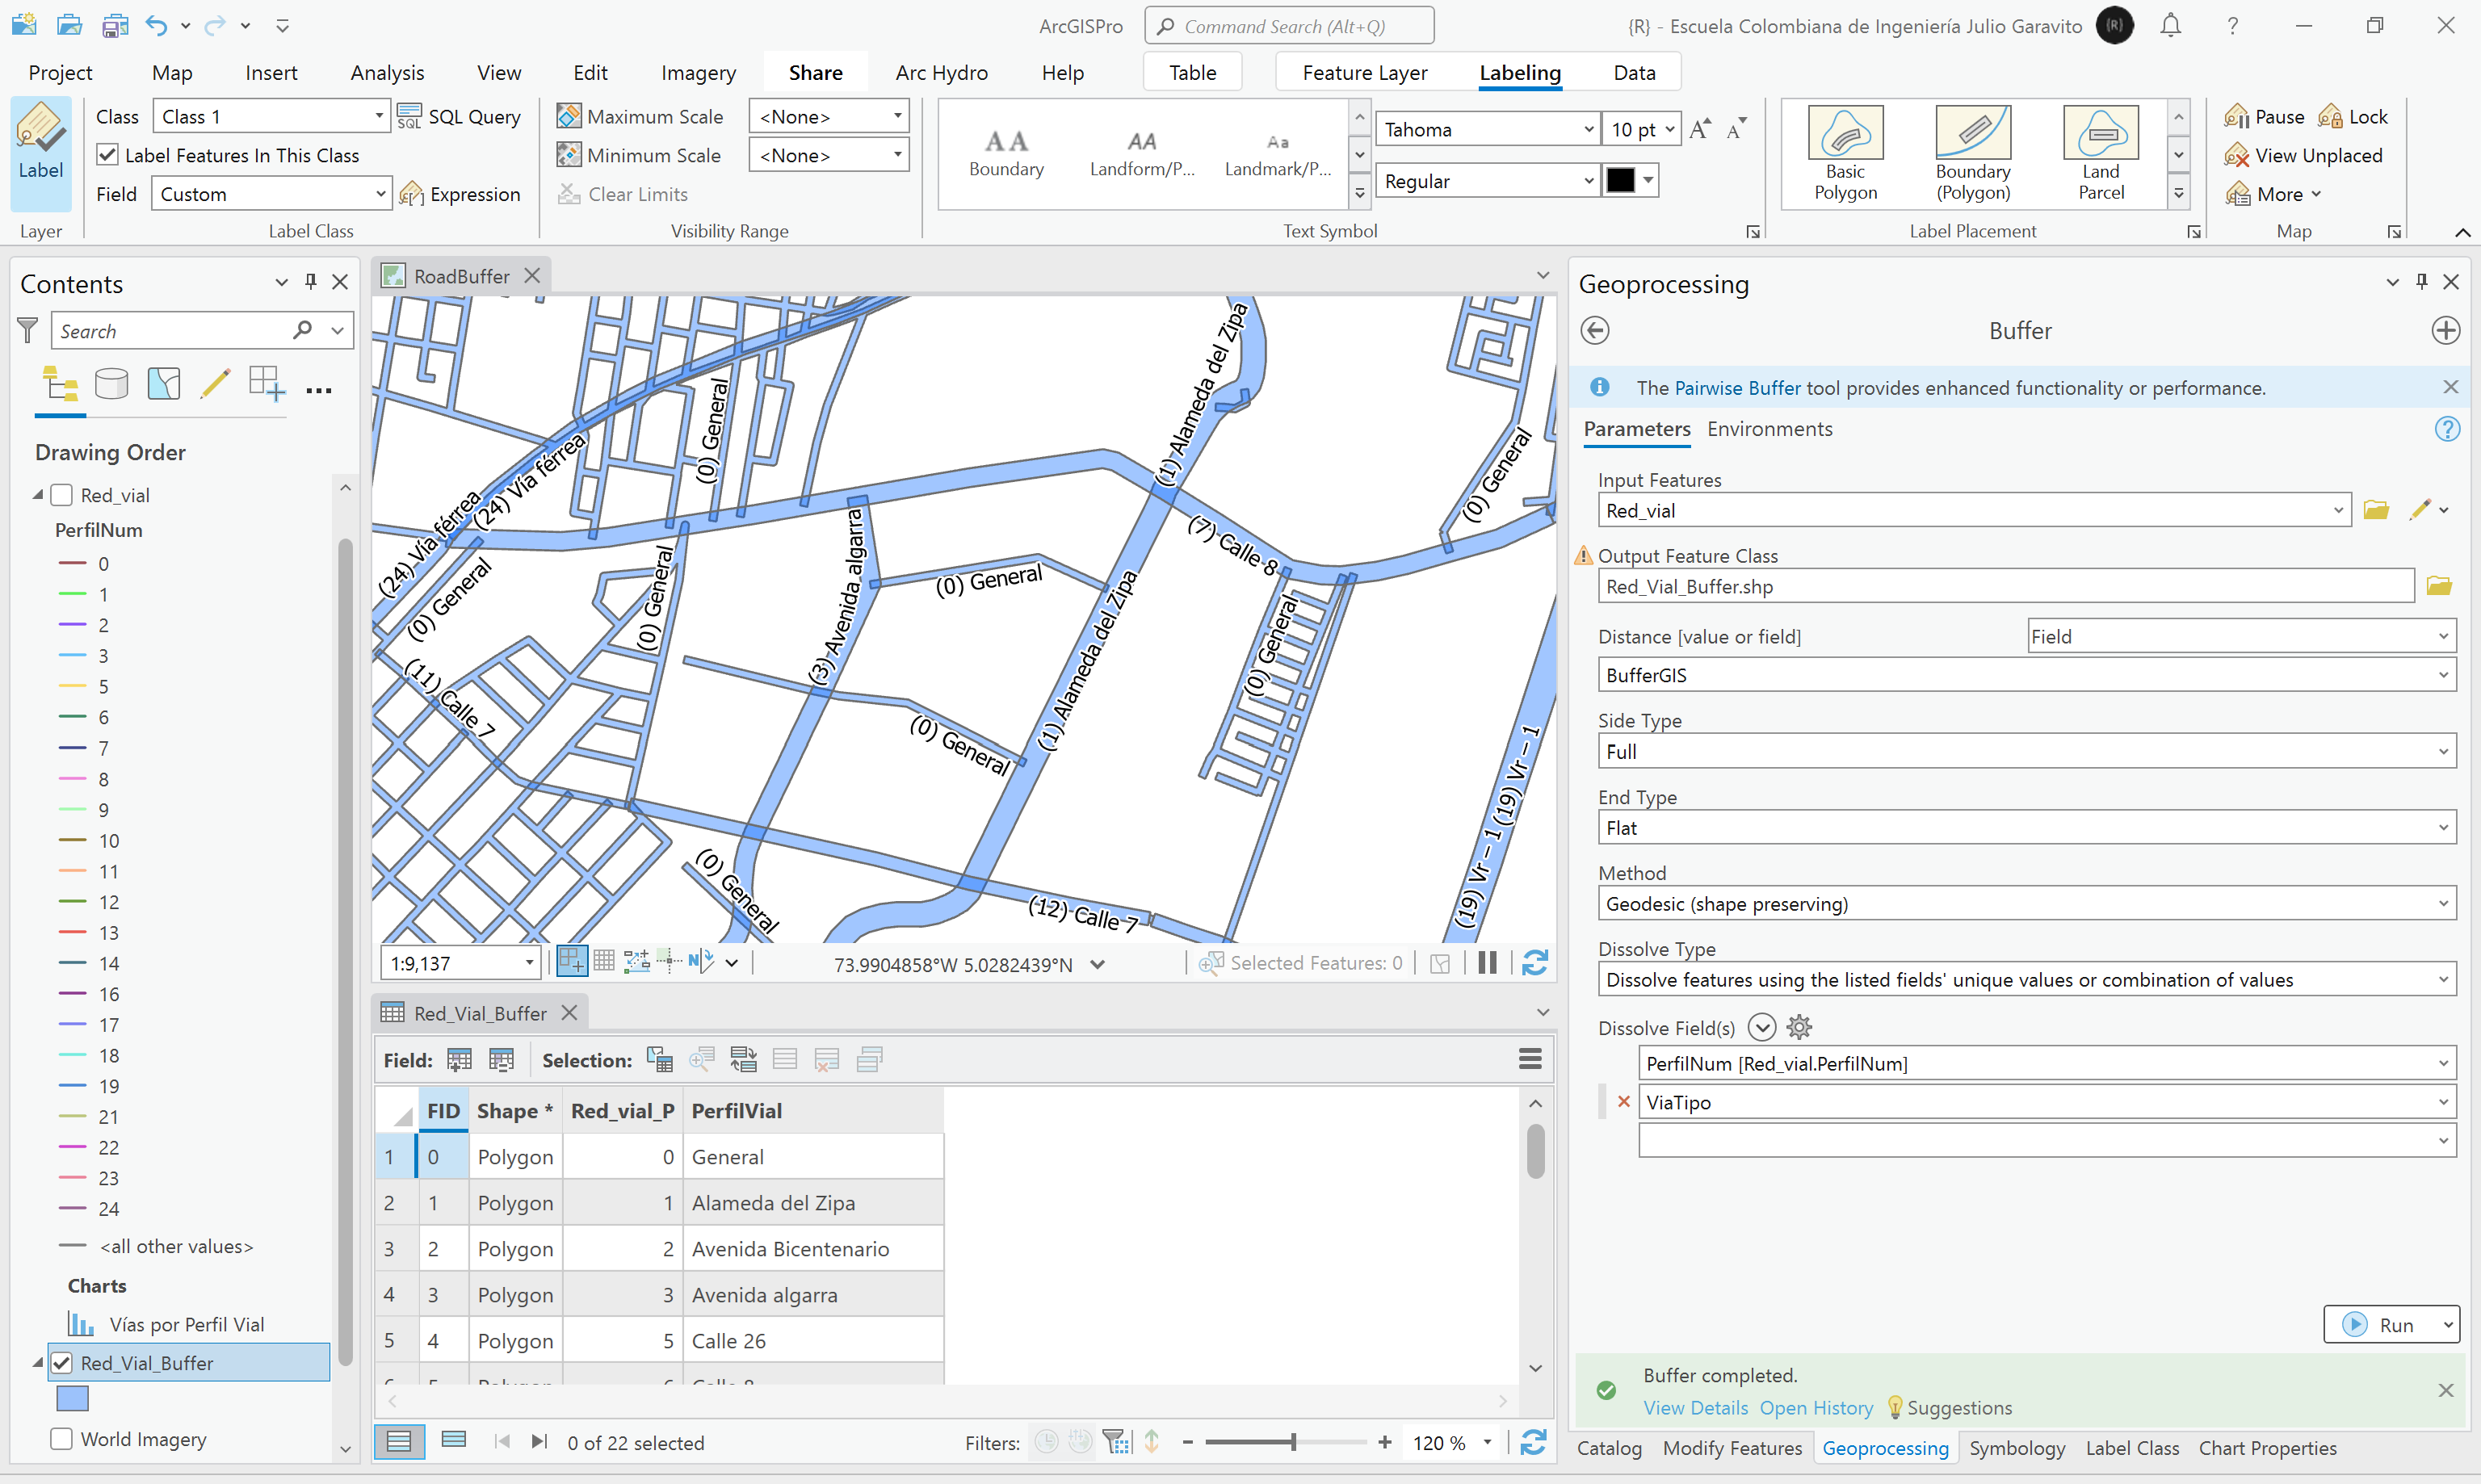 ArcGISPro
Command Search (Alt+Q)
{R} - Escuela Colombiana de Ingeniería Julio Garavito
{R}
?
Project
Map
Insert
Analysis
View
Edit
Imagery
Share
Arc Hydro
Help
Table
Feature Layer
Labeling
Data
Label
Layer
Class
Class 1
SQL Query
Label Features In This Class
Field
Custom
Expression
Label Class
Maximum Scale
<None>
Minimum Scale
<None>
Clear Limits
Visibility Range
Boundary
Landform/P...
Landmark/P...
Tahoma
10 pt
Regular
Text Symbol
Basic
Polygon
Boundary
(Polygon)
Land
Parcel
Label Placement
Pause
Lock
View Unplaced
More
Map
Contents
Search
Drawing Order
Red_vial
PerfilNum
0
1
2
3
5
6
7
8
9
10
11
12
13
14
16
17
18
19
21
22
23
24
<all other values>
Charts
Vías por Perfil Vial
Red_Vial_Buffer
World Imagery
RoadBuffer
(1) Alameda del Zipa
(0) General
(24) Vía férrea
(24) Vía férrea
(0) General
(0) General
(7) Calle 8
(3) Avenida algarra
(0) General
(0) General
(1) Alameda del Zipa
(0) General
(11) Calle 7
(0) General
(19) Vr – 1
(19) Vr – 1
(0) General
(12) Calle 7
1:9,137
73.9904858°W 5.0282439°N
Selected Features: 0
Red_Vial_Buffer
Field:
Selection:
FID Shape * Red_vial_P PerfilVial
1 0 Polygon 0 General
2 1 Polygon 1 Alameda del Zipa
3 2 Polygon 2 Avenida Bicentenario
4 3 Polygon 3 Avenida algarra
5 4 Polygon 5 Calle 26
6 5 Polygon 6 Calle 8
0 of 22 selected
Filters:
120 %
Geoprocessing
Buffer
The Pairwise Buffer tool provides enhanced functionality or performance.
Parameters
Environments
Input Features
Red_vial
Output Feature Class
Red_Vial_Buffer.shp
Distance [value or field]
Field
BufferGIS
Side Type
Full
End Type
Flat
Method
Geodesic (shape preserving)
Dissolve Type
Dissolve features using the listed fields' unique values or combination of values
Dissolve Field(s)
PerfilNum [Red_vial.PerfilNum]
ViaTipo
Run
Buffer completed.
View Details
Open History
Suggestions
Catalog
Modify Features
Geoprocessing
Symbology
Label Class
Chart Properties